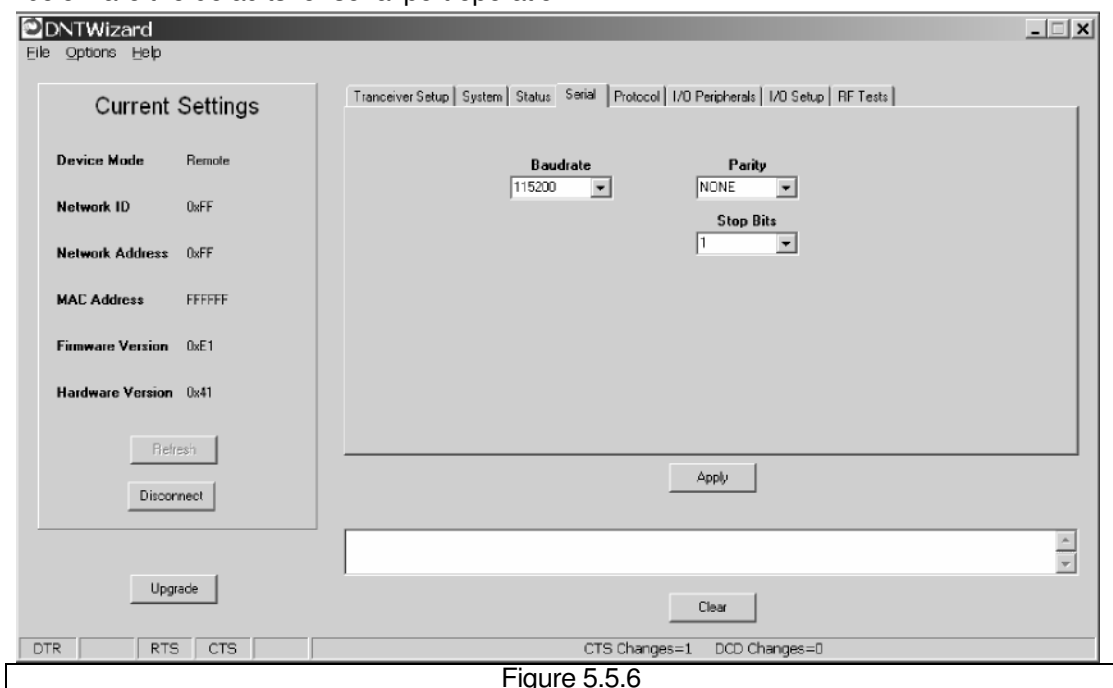 DNTWizard
File Options Help
Current Settings
Device Mode Remote
Network ID 0xFF
Network Address 0xFF
MAC Address FFFFFF
Firmware Version 0xE1
Hardware Version 0x41
Refresh
Disconnect
Upgrade
Tranceiver Setup System Status Serial Protocol I/O Peripherals I/O Setup RF Tests
Baudrate Parity
115200 NONE
Stop Bits
1
Apply
Clear
DTR RTS CTS CTS Changes=1 DCD Changes=0
Figure 5.5.6